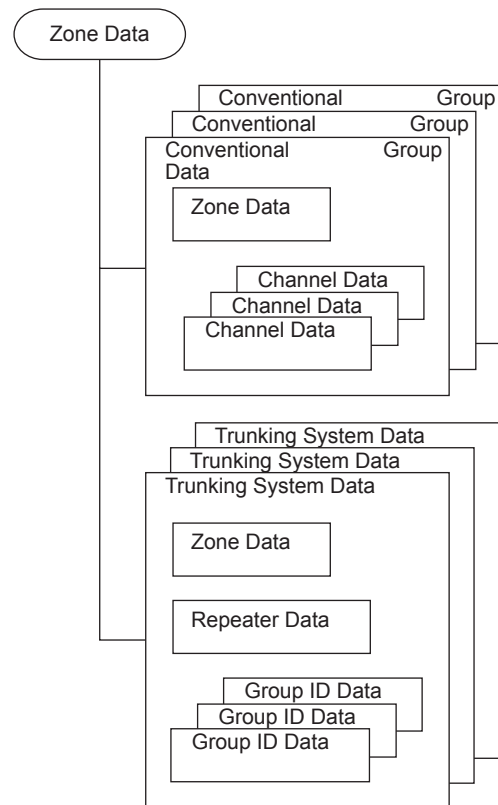 Zone Data
Conventional Group
Conventional Group
Conventional Group
Data
Zone Data
Channel Data
Channel Data
Channel Data
Trunking System Data
Trunking System Data
Trunking System Data
Zone Data
Repeater Data
Group ID Data
Group ID Data
Group ID Data